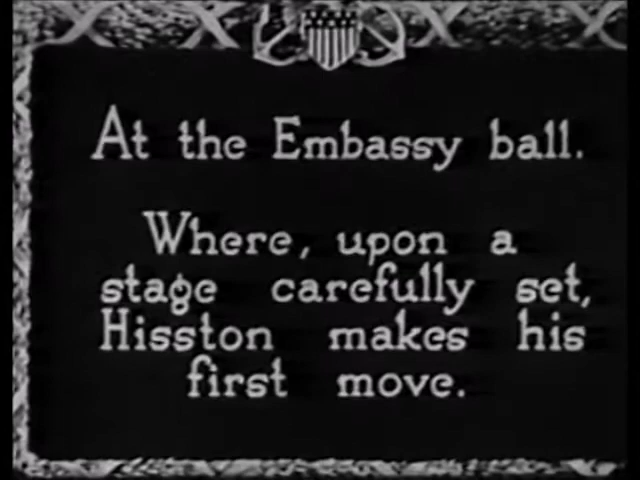 At the Embassy ball.
Where, upon a
stage carefully set,
Hisston makes his
first move.